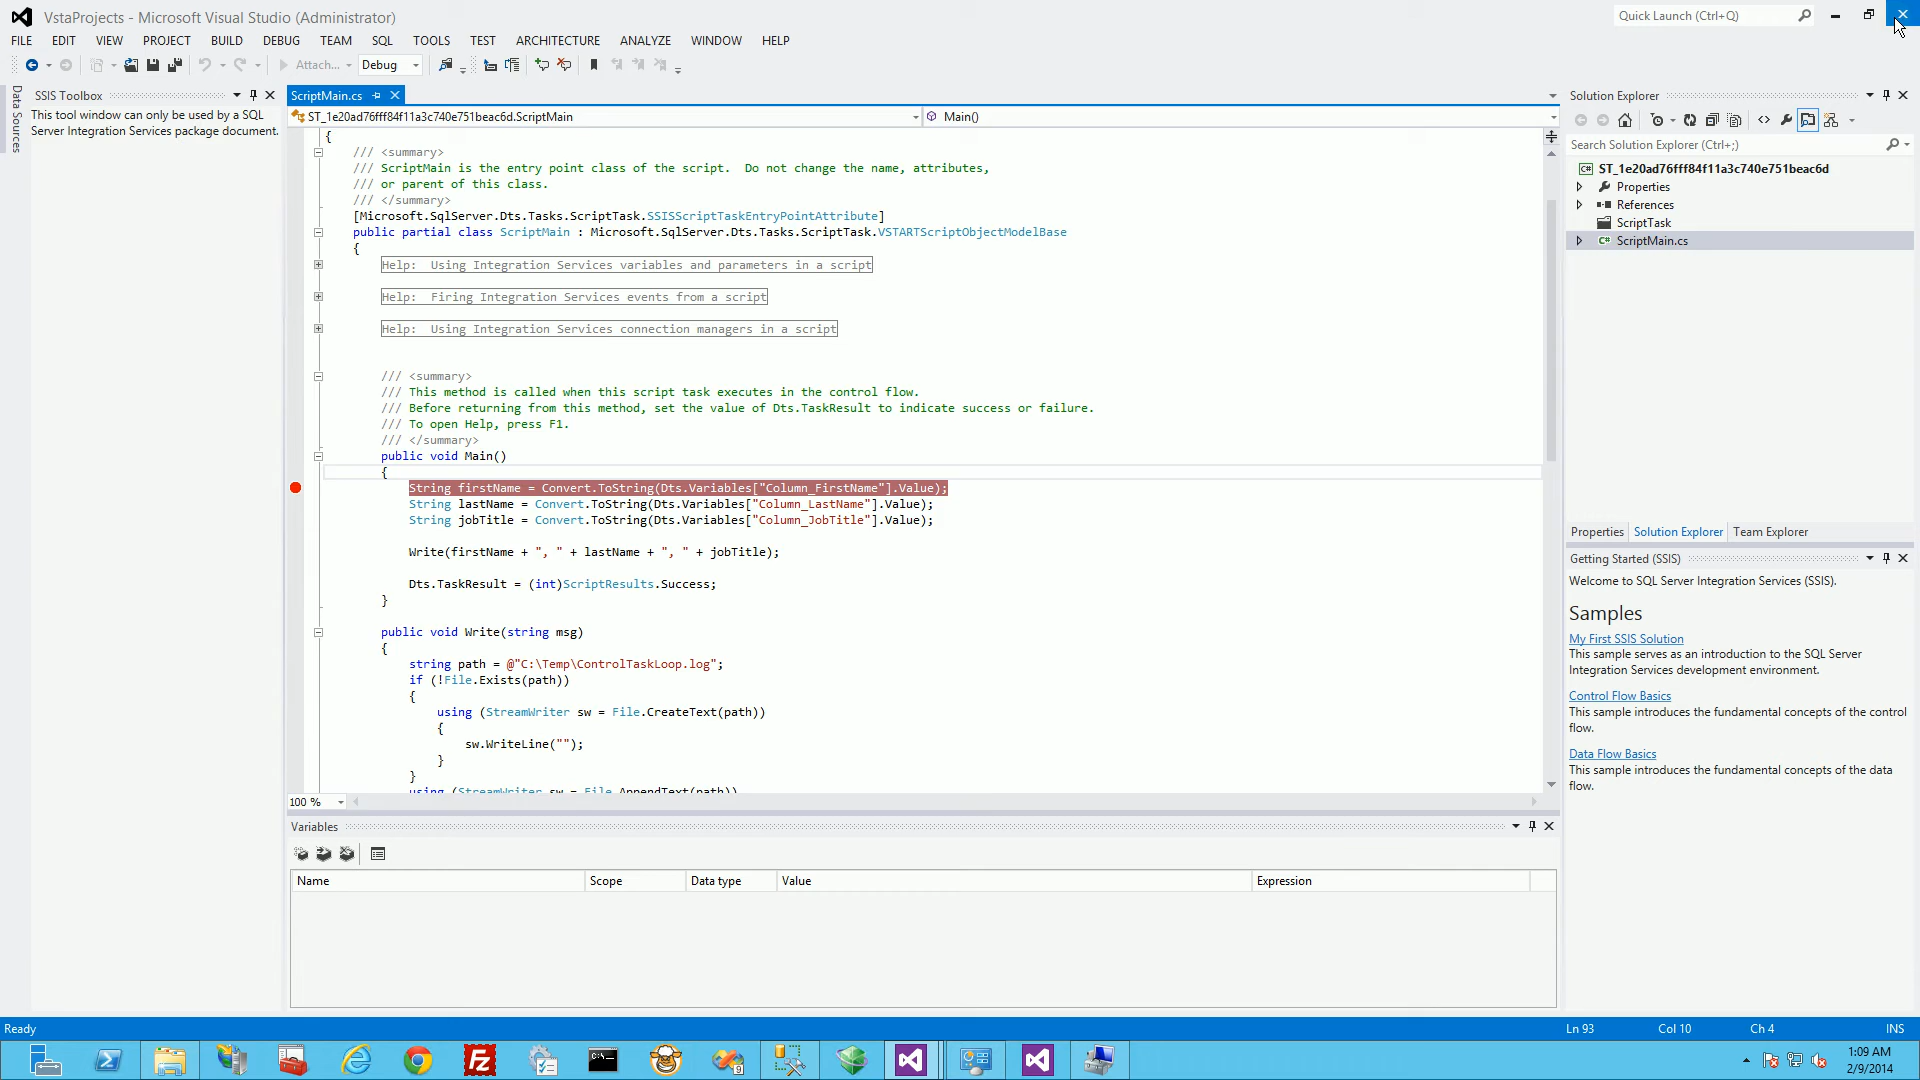 VstaProjects - Microsoft Visual Studio (Administrator)
Quick Launch (Ctrl+Q)
FILE EDIT VIEW PROJECT BUILD DEBUG TEAM SQL TOOLS TEST ARCHITECTURE ANALYZE WINDOW HELP
Attach... Debug
Data Sources
SSIS Toolbox
This tool window can only be used by a SQL
Server Integration Services package document.
ScriptMain.cs
ST_1e20ad76fff84f11a3c740e751beac6d.ScriptMain
Main()
{
/// <summary>
/// ScriptMain is the entry point class of the script.  Do not change the name, attributes,
/// or parent of this class.
/// </summary>
[Microsoft.SqlServer.Dts.Tasks.ScriptTask.SSISScriptTaskEntryPointAttribute]
public partial class ScriptMain : Microsoft.SqlServer.Dts.Tasks.ScriptTask.VSTARTScriptObjectModelBase
{
Help:  Using Integration Services variables and parameters in a script
Help:  Firing Integration Services events from a script
Help:  Using Integration Services connection managers in a script
/// <summary>
/// This method is called when this script task executes in the control flow.
/// Before returning from this method, set the value of Dts.TaskResult to indicate success or failure.
/// To open Help, press F1.
/// </summary>
public void Main()
{
String firstName = Convert.ToString(Dts.Variables["Column_FirstName"].Value);
String lastName = Convert.ToString(Dts.Variables["Column_LastName"].Value);
String jobTitle = Convert.ToString(Dts.Variables["Column_JobTitle"].Value);
Write(firstName + ", " + lastName + ", " + jobTitle);
Dts.TaskResult = (int)ScriptResults.Success;
}
public void Write(string msg)
{
string path = @"C:\Temp\ControlTaskLoop.log";
if (!File.Exists(path))
{
using (StreamWriter sw = File.CreateText(path))
{
sw.WriteLine("");
}
}
using (StreamWriter sw = File.AppendText(path))
100 %
Variables
Name Scope Data type Value Expression
Solution Explorer
Search Solution Explorer (Ctrl+;)
ST_1e20ad76fff84f11a3c740e751beac6d
Properties
References
ScriptTask
ScriptMain.cs
Properties Solution Explorer Team Explorer
Getting Started (SSIS)
Welcome to SQL Server Integration Services (SSIS).
Samples
My First SSIS Solution
This sample serves as an introduction to the SQL Server
Integration Services development environment.
Control Flow Basics
This sample introduces the fundamental concepts of the control
flow.
Data Flow Basics
This sample introduces the fundamental concepts of the data
flow.
Ready Ln 93 Col 10 Ch 4 INS
1:09 AM
2/9/2014